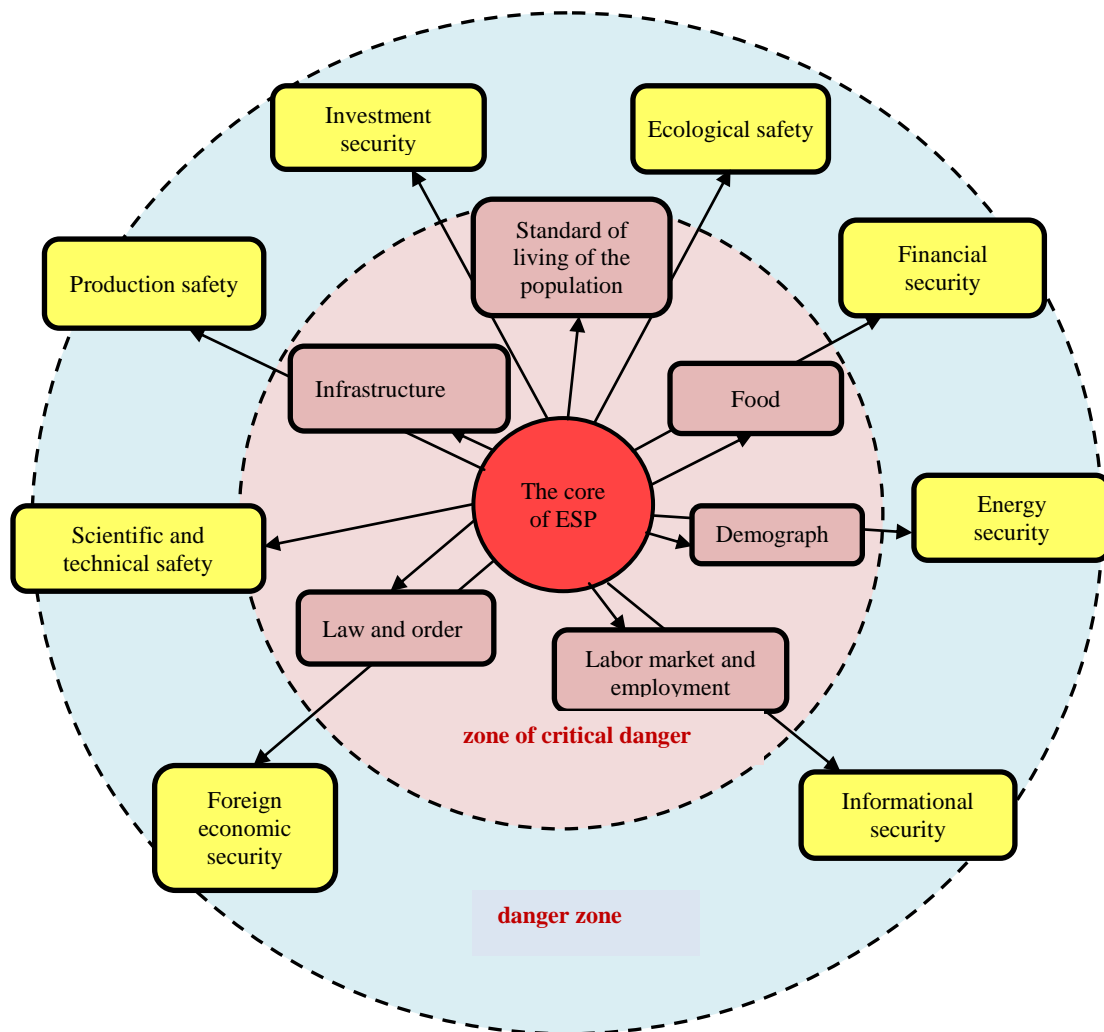 Investment
security
Ecological safety
Standard of
living of the
population
Production safety
Financial
security
Infrastructure
Food
The core
of ESP
Energy
security
Scientific and
technical safety
Demograph
Law and order
Labor market and
employment
zone of critical danger
Foreign
economic
security
Informational
security
danger zone